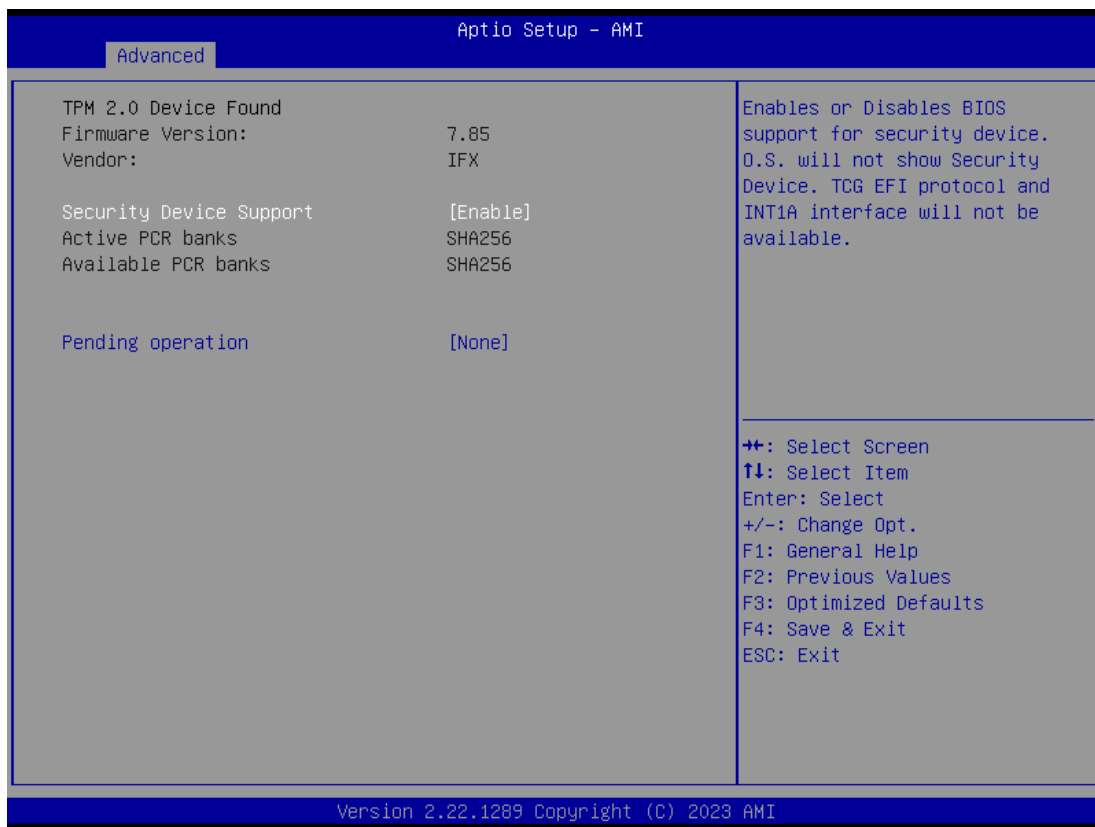 Aptio Setup – AMI
Advanced
TPM 2.0 Device Found
Firmware Version: 7.85
Vendor: IFX
Security Device Support [Enable]
Active PCR banks SHA256
Available PCR banks SHA256
Pending operation [None]
Enables or Disables BIOS
support for security device.
O.S. will not show Security
Device. TCG EFI protocol and
INT1A interface will not be
available.
→←: Select Screen
↑↓: Select Item
Enter: Select
+/-: Change Opt.
F1: General Help
F2: Previous Values
F3: Optimized Defaults
F4: Save & Exit
ESC: Exit
Version 2.22.1289 Copyright (C) 2023 AMI